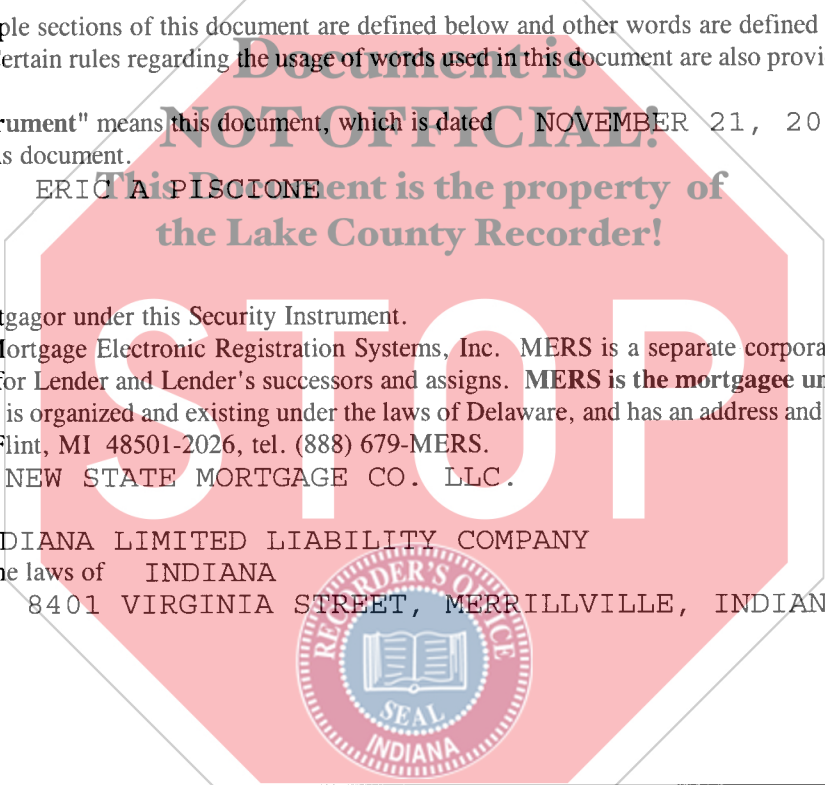 ple sections of this document are defined below and other words are defined
Certain rules regarding the usage of words used in this document are also provi
Document is
rument" means this document, which is dated NOVEMBER 21, 20
NOT OFFICIAL!
s document.
ERIC A PISCIONE
This Document is the property of
the Lake County Recorder!
tgagor under this Security Instrument.
Mortgage Electronic Registration Systems, Inc. MERS is a separate corpora
for Lender and Lender's successors and assigns. MERS is the mortgagee un
is organized and existing under the laws of Delaware, and has an address and
Flint, MI 48501-2026, tel. (888) 679-MERS.
STOP
NEW STATE MORTGAGE CO. LLC.
DIANA LIMITED LIABILITY COMPANY
he laws of INDIANA
8401 VIRGINIA STREET, MERRILLVILLE, INDIAN
RECORDER'S OFFICE
SEAL
INDIANA